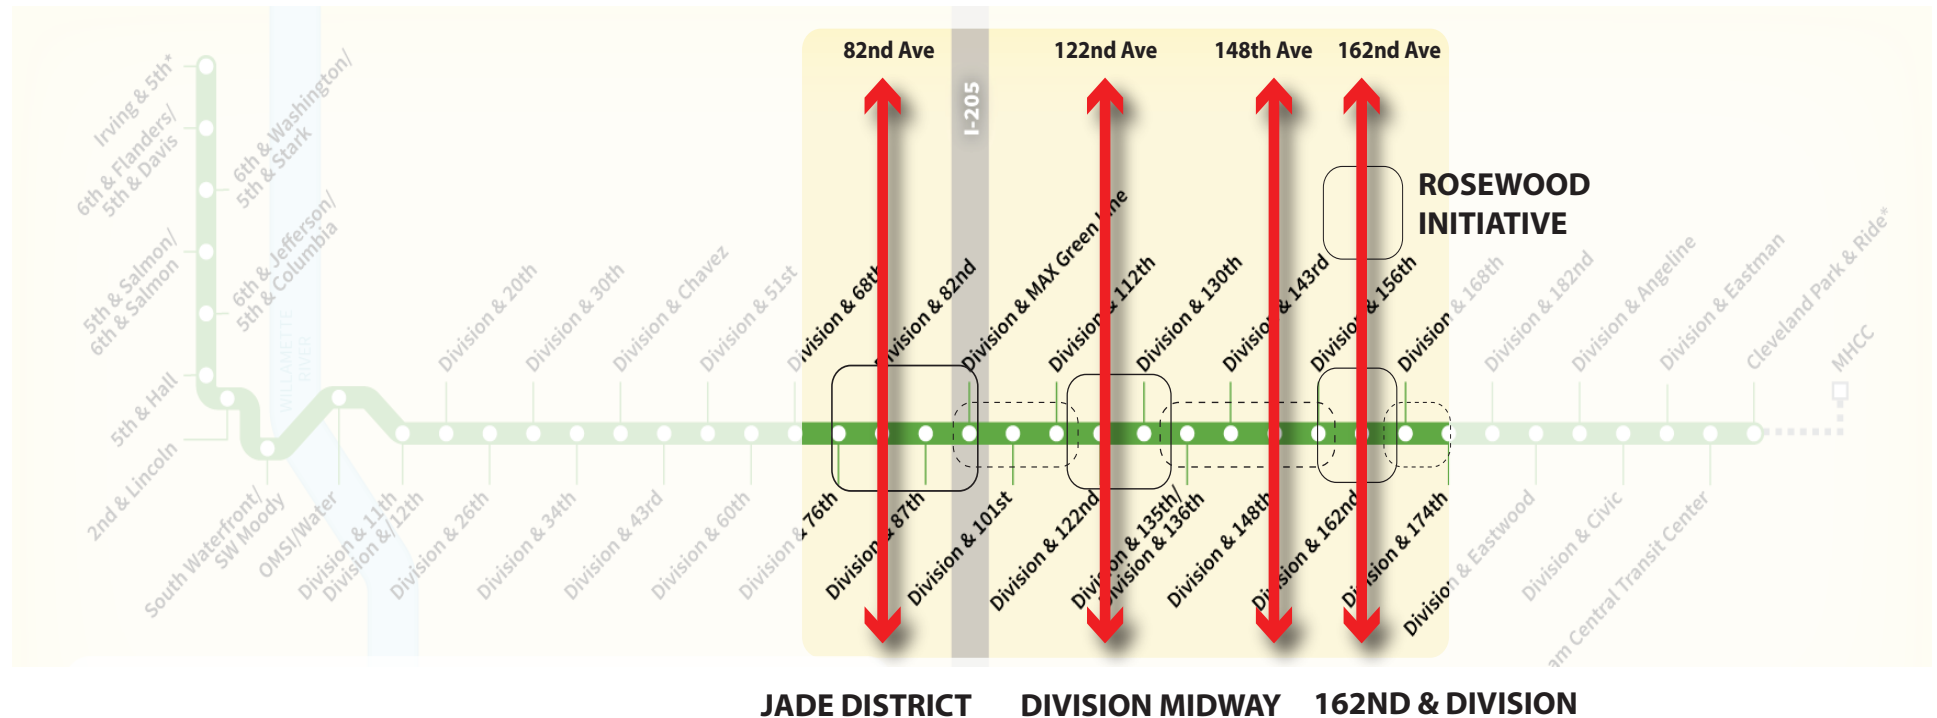 82nd Ave
122nd Ave
148th Ave
162nd Ave
I-205
Irving & 5th*
6th & Flanders/
5th & Davis
6th & Washington/
5th & Stark
5th & Salmon/
6th & Salmon
6th & Jefferson/
5th & Columbia
5th & Hall
2nd & Lincoln
South Waterfront/
SW Moody
OMSI/Water
WILLAMETTE
RIVER
Division & 11th
Division & 12th
Division & 20th
Division & 26th
Division & 30th
Division & 34th
Division & Chavez
Division & 43rd
Division & 51st
Division & 60th
Division & 68th
Division & 76th
Division & 82nd
Division & 87th
Division & MAX Green Line
Division & 101st
Division & 112th
Division & 122nd
Division & 130th
Division & 135th/
Division & 136th
Division & 143rd
Division & 148th
Division & 156th
Division & 162nd
Division & 168th
Division & 174th
Division & 182nd
Division & Eastwood
Division & Angeline
Division & Civic
Division & Eastman
am Central Transit Center
Cleveland Park & Ride*
MHCC
ROSEWOOD
INITIATIVE
JADE DISTRICT
DIVISION MIDWAY
162ND & DIVISION